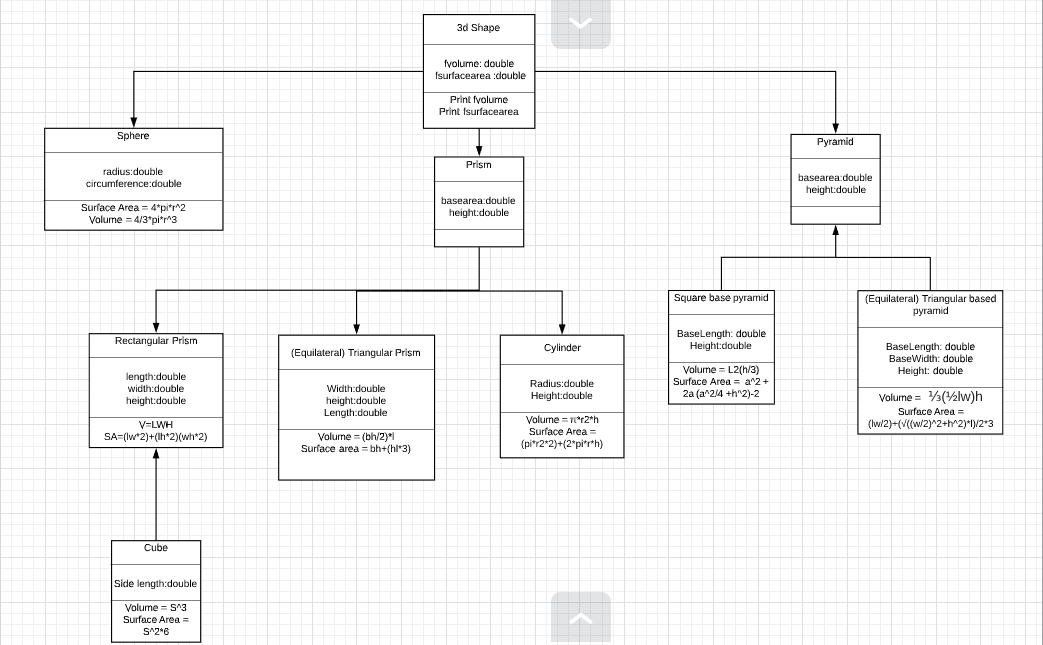 3d Shape
fvolume: double
fsurfacearea :double
Print fvolume
Print fsurfacearea
Sphere
radius:double
circumference:double
Surface Area = 4*pi*r^2
Volume = 4/3*pi*r^3
Prism
basearea:double
height:double
Pyramid
basearea:double
height:double
Rectangular Prism
length:double
width:double
height:double
V=LWH
SA=(lw*2)+(lh*2)(wh*2)
(Equilateral) Triangular Prism
Width:double
height:double
Length:double
Volume = (bh/2)*l
Surface area = bh+(hl*3)
Cylinder
Radius:double
Height:double
Volume = π*r2*h
Surface Area =
(pi*r2*2)+(2*pi*r*h)
Square base pyramid
BaseLength: double
Height:double
Volume = L2(h/3)
Surface Area = a^2 +
2a (a^2/4 +h^2)-2
(Equilateral) Triangular based
pyramid
BaseLength: double
BaseWidth: double
Height: double
Volume = ⅓(½lw)h
Surface Area =
(lw/2)+(√((w/2)^2+h^2)*l)/2*3
Cube
Side length:double
Volume = S^3
Surface Area =
S^2*6